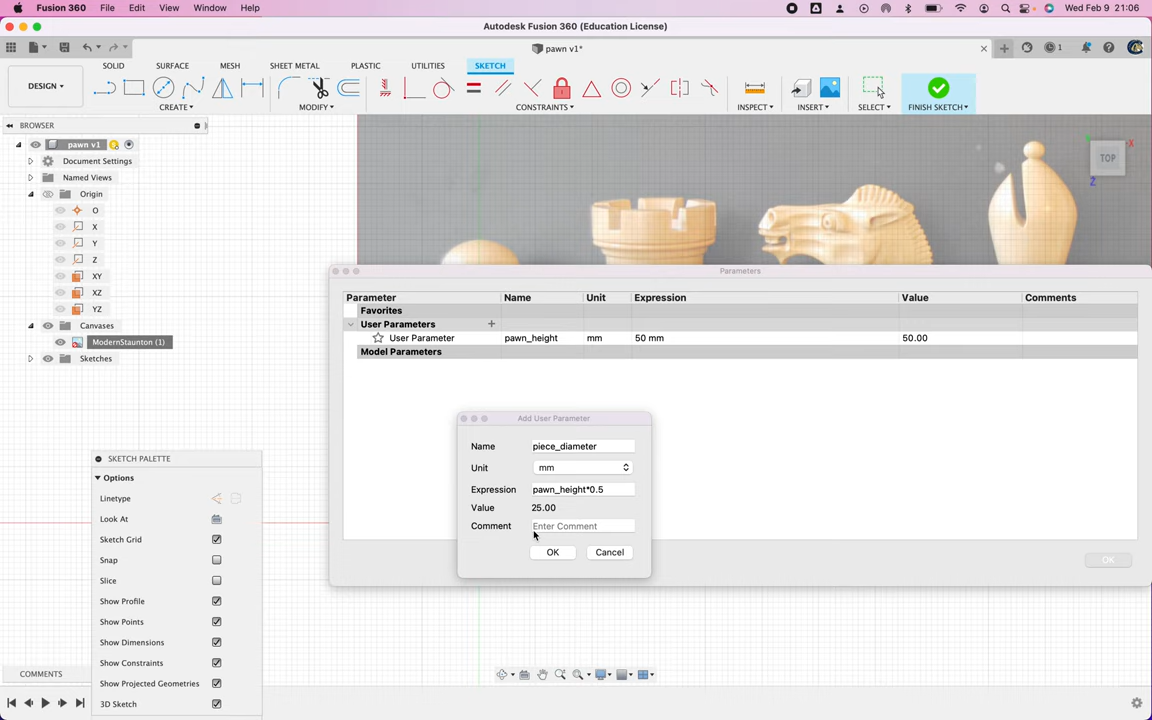 Fusion 360 File Edit View Window Help Wed Feb 9 21:06
Autodesk Fusion 360 (Education License)
pawn v1* 1
SOLID SURFACE MESH SHEET METAL PLASTIC UTILITIES SKETCH
DESIGN
CREATE MODIFY CONSTRAINTS INSPECT INSERT SELECT FINISH SKETCH
BROWSER
pawn v1
Document Settings
Named Views
Origin
O
X
Y
Z
XY
XZ
YZ
Canvases
ModernStaunton (1)
Sketches
TOP
X
Z
Parameters
Parameter Name Unit Expression Value Comments
Favorites
User Parameters +
User Parameter pawn_height mm 50 mm 50.00
Model Parameters
OK
Add User Parameter
Name piece_diameter
Unit mm
Expression pawn_height*0.5
Value 25.00
Comment Enter Comment
OK Cancel
SKETCH PALETTE
Options
Linetype
Look At
Sketch Grid
Snap
Slice
Show Profile
Show Points
Show Dimensions
Show Constraints
Show Projected Geometries
3D Sketch
COMMENTS